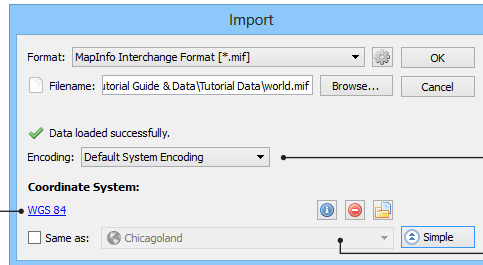 Import
Format: MapInfo Interchange Format [*.mif] OK
Filename: utorial Guide & Data\Tutorial Data\world.mif Browse... Cancel
Data loaded successfully.
Encoding: Default System Encoding
Coordinate System:
WGS 84
Same as: Chicagoland Simple